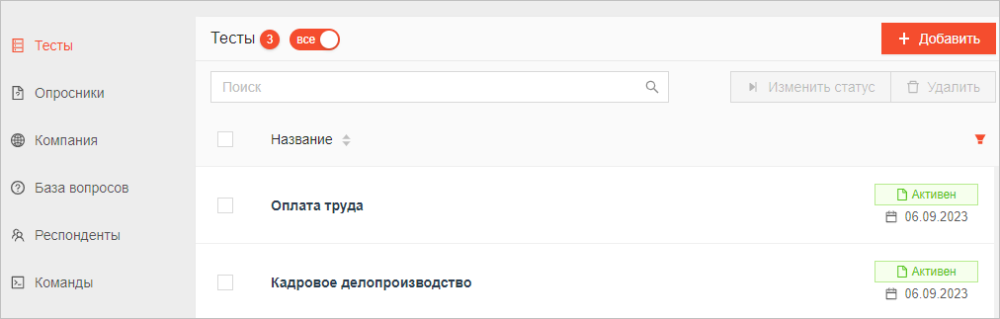 Тесты
Опросники
Компания
База вопросов
Респонденты
Команды
Тесты 3 все
+ Добавить
Поиск
Изменить статус
Удалить
Название
Оплата труда
Активен
06.09.2023
Кадровое делопроизводство
Активен
06.09.2023